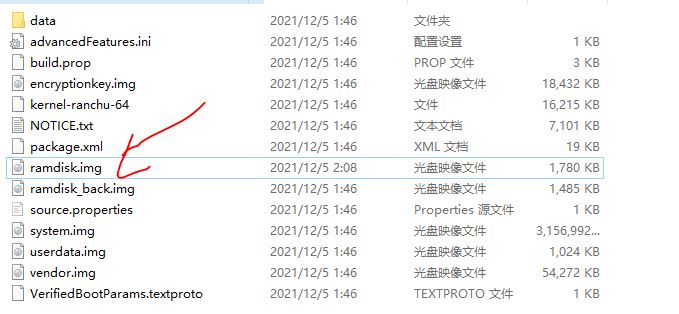 data 2021/12/5 1:46 文件夹
advancedFeatures.ini 2021/12/5 1:46 配置设置 1 KB
build.prop 2021/12/5 1:46 PROP 文件 3 KB
encryptionkey.img 2021/12/5 1:46 光盘映像文件 18,432 KB
kernel-ranchu-64 2021/12/5 1:46 文件 16,215 KB
NOTICE.txt 2021/12/5 1:46 文本文档 7,101 KB
package.xml 2021/12/5 1:46 XML 文档 19 KB
ramdisk.img 2021/12/5 2:08 光盘映像文件 1,780 KB
ramdisk_back.img 2021/12/5 1:46 光盘映像文件 1,485 KB
source.properties 2021/12/5 1:46 Properties 源文件 1 KB
system.img 2021/12/5 1:46 光盘映像文件 3,156,992...
userdata.img 2021/12/5 1:46 光盘映像文件 1,024 KB
vendor.img 2021/12/5 1:46 光盘映像文件 54,272 KB
VerifiedBootParams.textproto 2021/12/5 1:46 TEXTPROTO 文件 1 KB